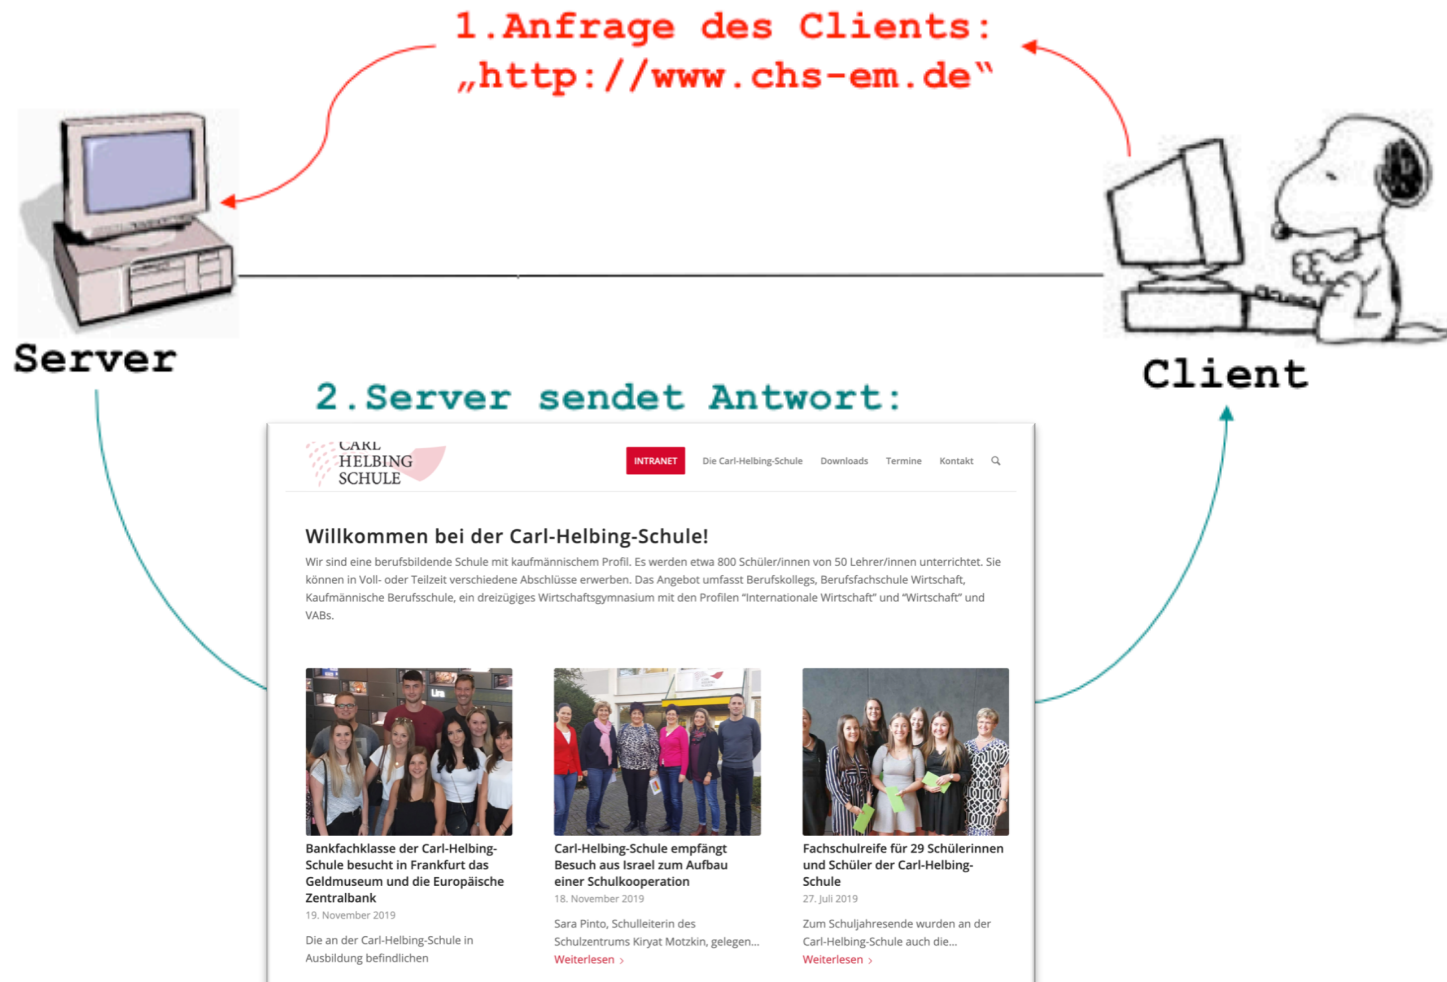 1.Anfrage des Clients:
„http://www.chs-em.de“
Server
Client
2.Server sendet Antwort:
CARL
HELBING
SCHULE
INTRANET Die Carl-Helbing-Schule Downloads Termine Kontakt
Willkommen bei der Carl-Helbing-Schule!
Wir sind eine berufsbildende Schule mit kaufmännischem Profil. Es werden etwa 800 Schüler/innen von 50 Lehrer/innen unterrichtet. Sie
können in Voll- oder Teilzeit verschiedene Abschlüsse erwerben. Das Angebot umfasst Berufskollegs, Berufsfachschule Wirtschaft,
Kaufmännische Berufsschule, ein dreizügiges Wirtschaftsgymnasium mit den Profilen “Internationale Wirtschaft” und “Wirtschaft” und
VABs.
Lira
Bankfachklasse der Carl-Helbing-
Schule besucht in Frankfurt das
Geldmuseum und die Europäische
Zentralbank
19. November 2019
Die an der Carl-Helbing-Schule in
Ausbildung befindlichen
Carl-Helbing-Schule empfängt
Besuch aus Israel zum Aufbau
einer Schulkooperation
18. November 2019
Sara Pinto, Schulleiterin des
Schulzentrums Kiryat Motzkin, gelegen...
Weiterlesen >
Fachschulreife für 29 Schülerinnen
und Schüler der Carl-Helbing-
Schule
27. Juli 2019
Zum Schuljahresende wurden an der
Carl-Helbing-Schule auch die...
Weiterlesen >